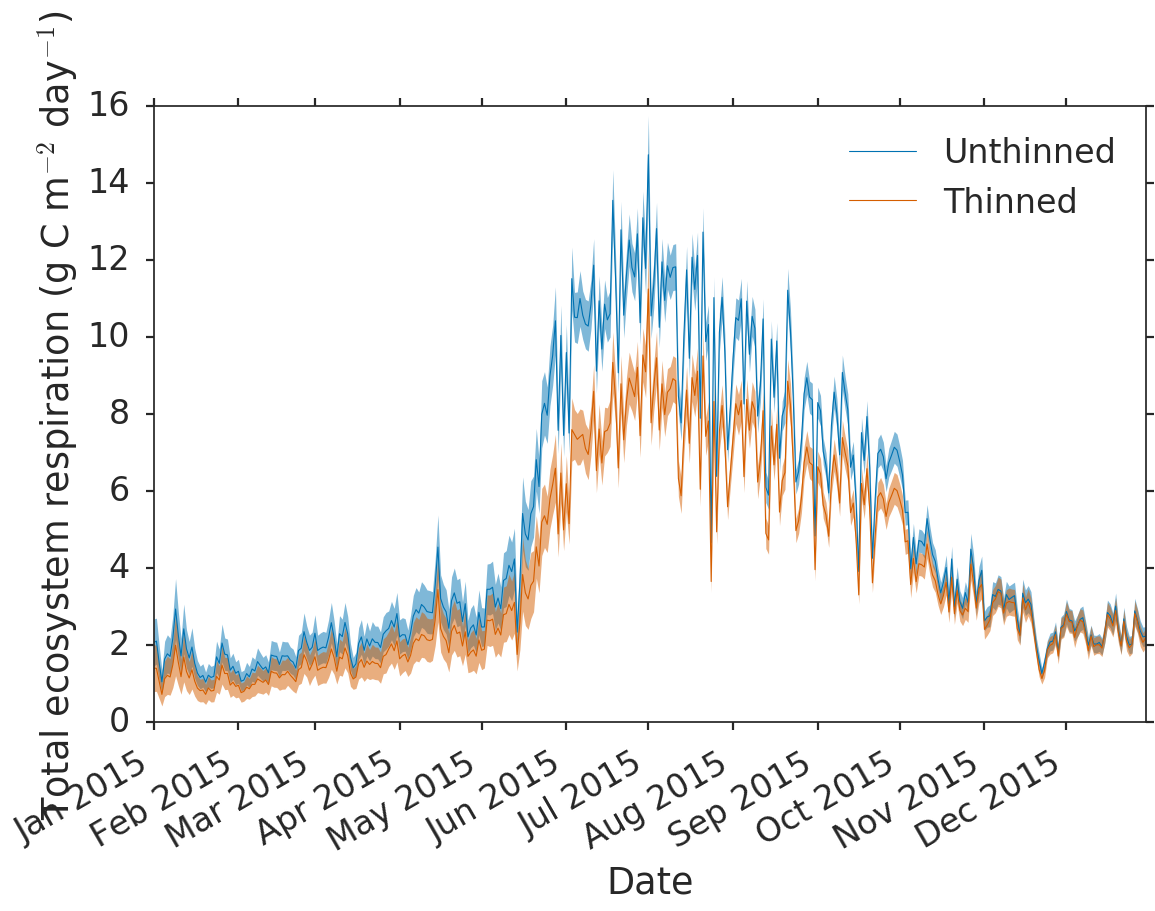 Total ecosystem respiration (g C m⁻² day⁻¹)
16
14
12
10
8
6
4
2
0
Unthinned
Thinned
Jan 2015
Feb 2015
Mar 2015
Apr 2015
May 2015
Jun 2015
Jul 2015
Aug 2015
Sep 2015
Oct 2015
Nov 2015
Dec 2015
Date